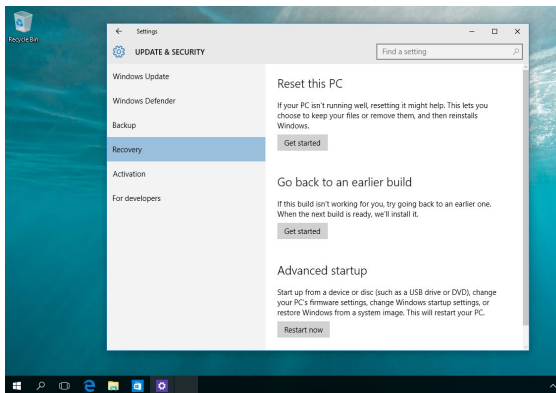 Recycle Bin
Settings
UPDATE & SECURITY
Find a setting
Windows Update
Windows Defender
Backup
Recovery
Activation
For developers
Reset this PC
If your PC isn't running well, resetting it might help. This lets you
choose to keep your files or remove them, and then reinstalls
Windows.
Get started
Go back to an earlier build
If this build isn't working for you, try going back to an earlier one.
When the next build is ready, we'll install it.
Get started
Advanced startup
Start up from a device or disc (such as a USB drive or DVD), change
your PC's firmware settings, change Windows startup settings, or
restore Windows from a system image. This will restart your PC.
Restart now